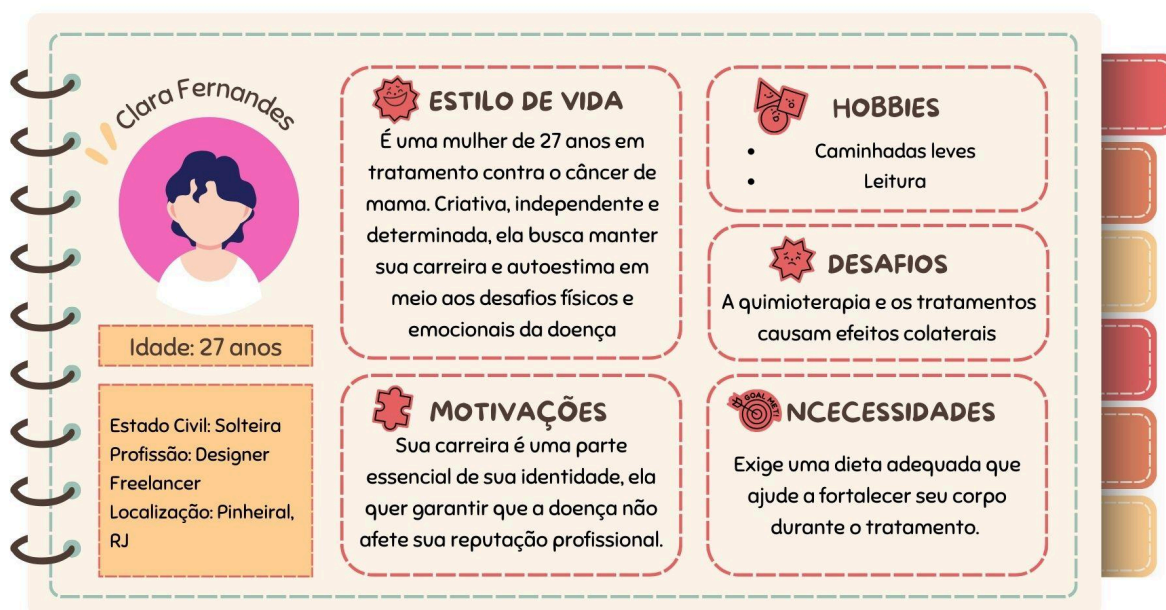 Clara Fernandes
Idade: 27 anos
Estado Civil: Solteira
Profissão: Designer
Freelancer
Localização: Pinheiral,
RJ
ESTILO DE VIDA
É uma mulher de 27 anos em
tratamento contra o câncer de
mama. Criativa, independente e
determinada, ela busca manter
sua carreira e autoestima em
meio aos desafios físicos e
emocionais da doença
MOTIVAÇÕES
Sua carreira é uma parte
essencial de sua identidade, ela
quer garantir que a doença não
afete sua reputação profissional.
HOBBIES
• Caminhadas leves
• Leitura
DESAFIOS
A quimioterapia e os tratamentos
causam efeitos colaterais
GOAL MET!
NCECESSIDADES
Exige uma dieta adequada que
ajude a fortalecer seu corpo
durante o tratamento.